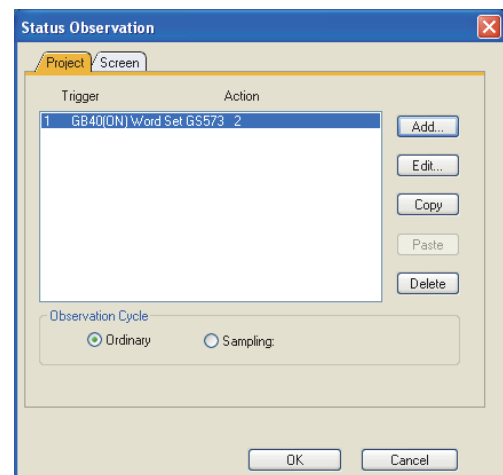 Status Observation
Project Screen
Trigger Action
1 GB40(ON) Word Set GS573 2
Add...
Edit...
Copy
Paste
Delete
Observation Cycle
Ordinary Sampling:
OK Cancel